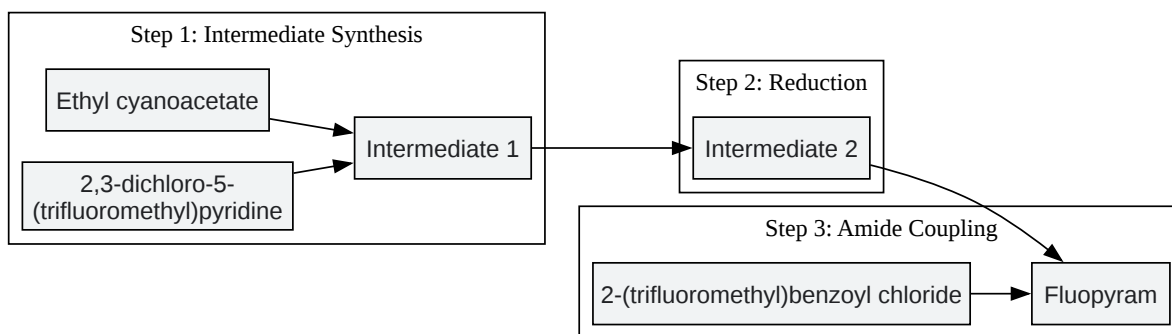 Step 1: Intermediate Synthesis
Ethyl cyanoacetate
2,3-dichloro-5-
(trifluoromethyl)pyridine
Intermediate 1
Step 2: Reduction
Intermediate 2
Step 3: Amide Coupling
2-(trifluoromethyl)benzoyl chloride
Fluopyram